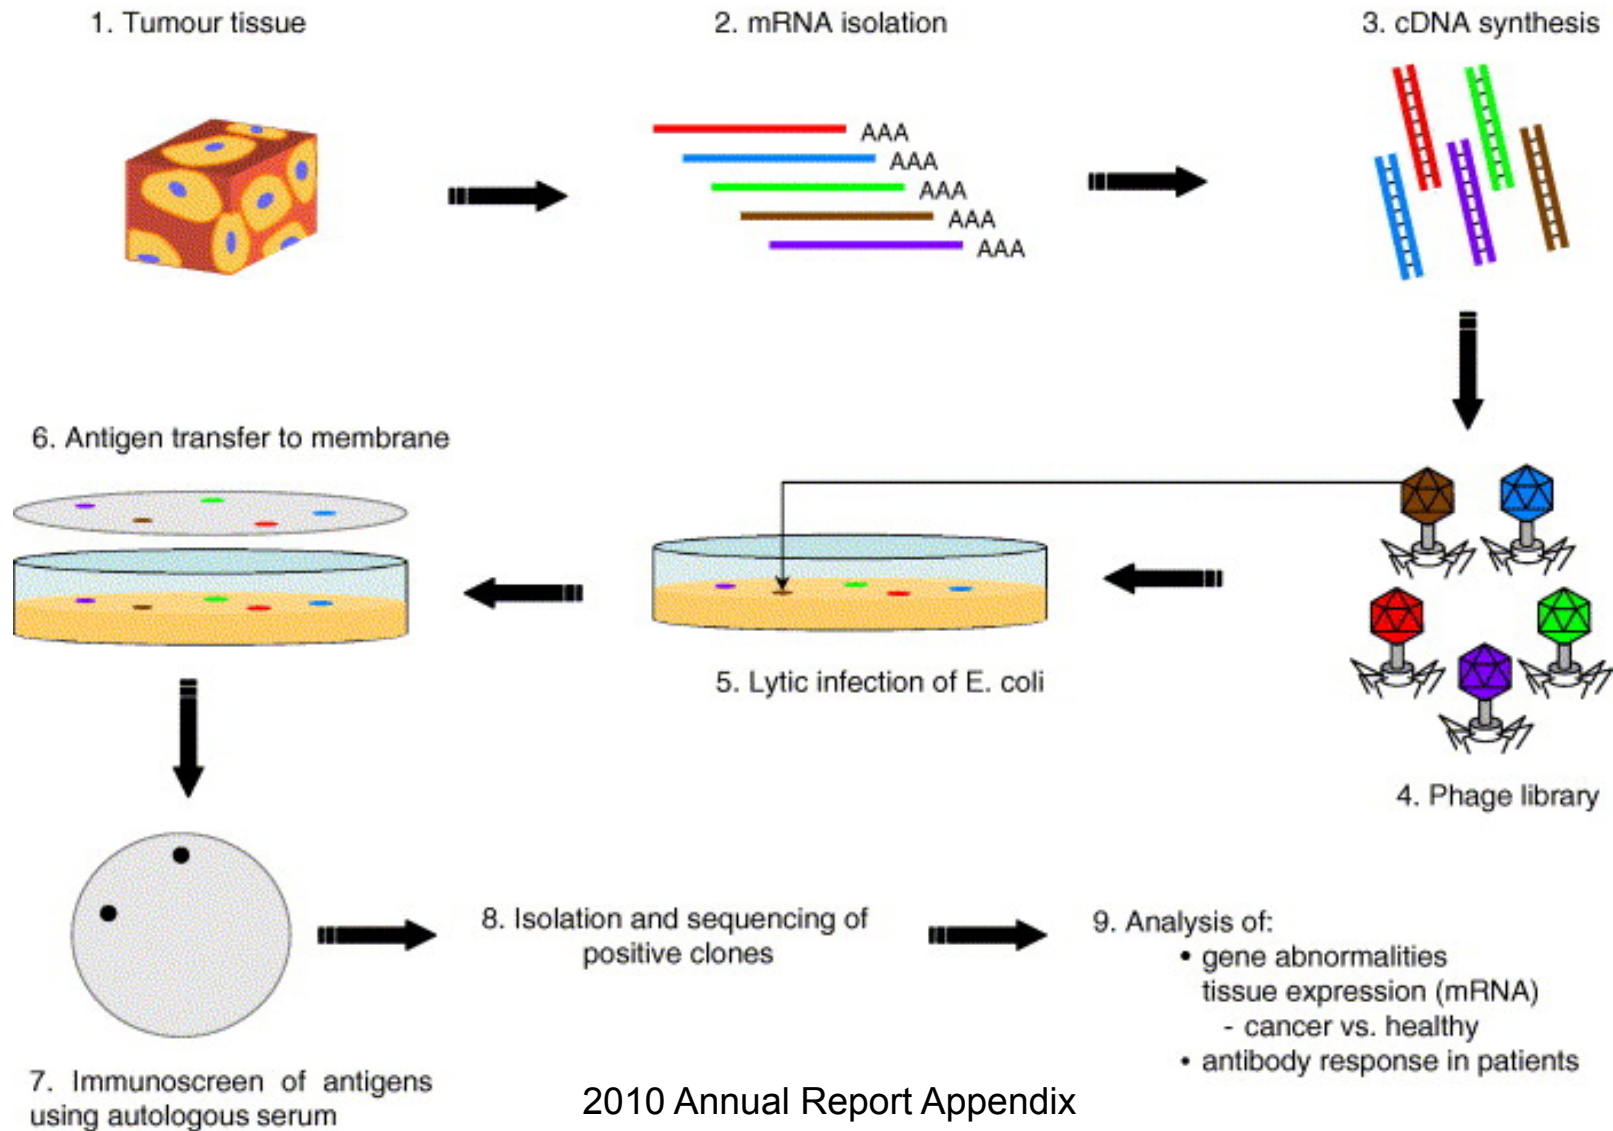 1. Tumour tissue
2. mRNA isolation
3. cDNA synthesis
AAA
AAA
AAA
AAA
AAA
6. Antigen transfer to membrane
5. Lytic infection of E. coli
4. Phage library
7. Immunoscreen of antigens
using autologous serum
8. Isolation and sequencing of
positive clones
9. Analysis of:
• gene abnormalities
tissue expression (mRNA)
- cancer vs. healthy
• antibody response in patients
2010 Annual Report Appendix